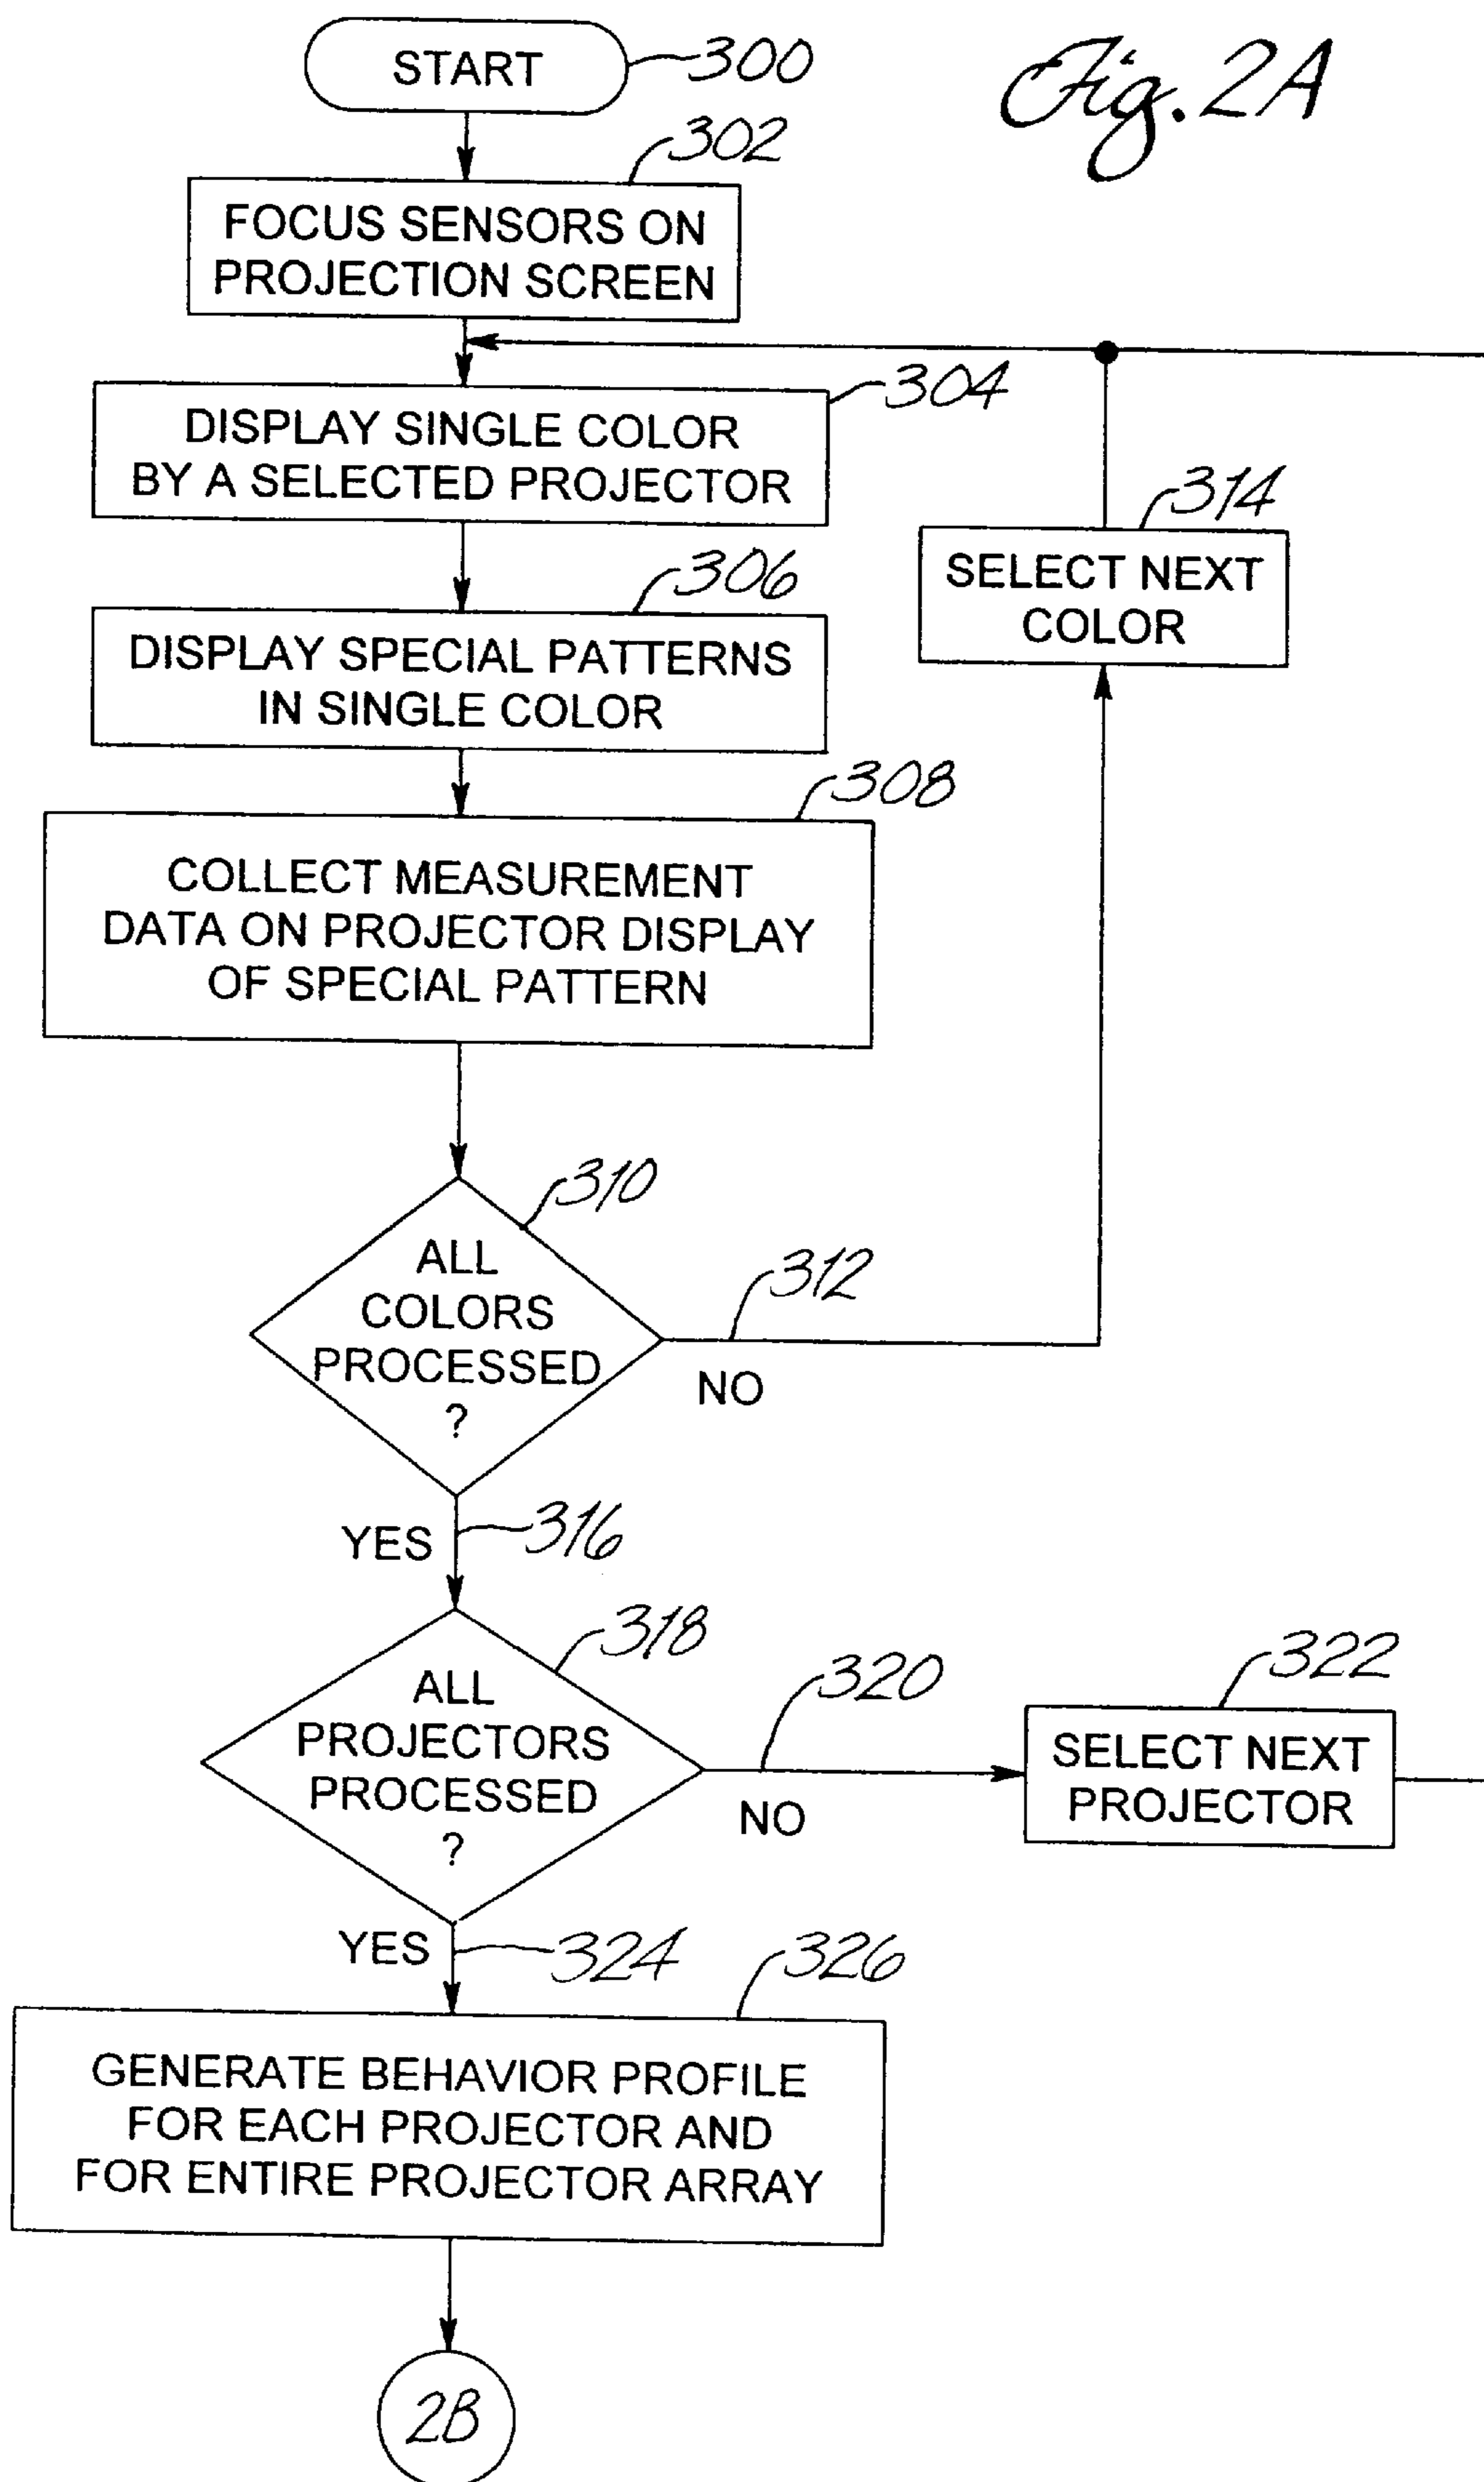 START
300
Fig. 2A
302
FOCUS SENSORS ON
PROJECTION SCREEN
304
DISPLAY SINGLE COLOR
BY A SELECTED PROJECTOR
314
SELECT NEXT
COLOR
306
DISPLAY SPECIAL PATTERNS
IN SINGLE COLOR
308
COLLECT MEASUREMENT
DATA ON PROJECTOR DISPLAY
OF SPECIAL PATTERN
310
ALL
COLORS
PROCESSED
?
312
NO
YES
316
318
ALL
PROJECTORS
PROCESSED
?
320
NO
322
SELECT NEXT
PROJECTOR
YES
324
326
GENERATE BEHAVIOR PROFILE
FOR EACH PROJECTOR AND
FOR ENTIRE PROJECTOR ARRAY
2B